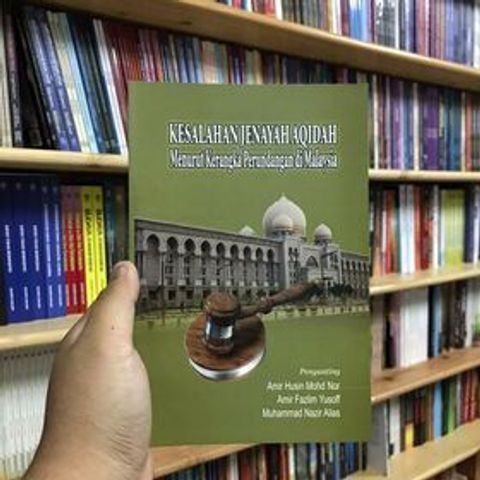 KESALAHAN JENAYAH AQIDAH
Menurut Kerangka Perundangan di Malaysia
Penyunting
Amir Husin Mohd Nor
Amir Fazlim Yusoff
Muhammad Nazir Alias